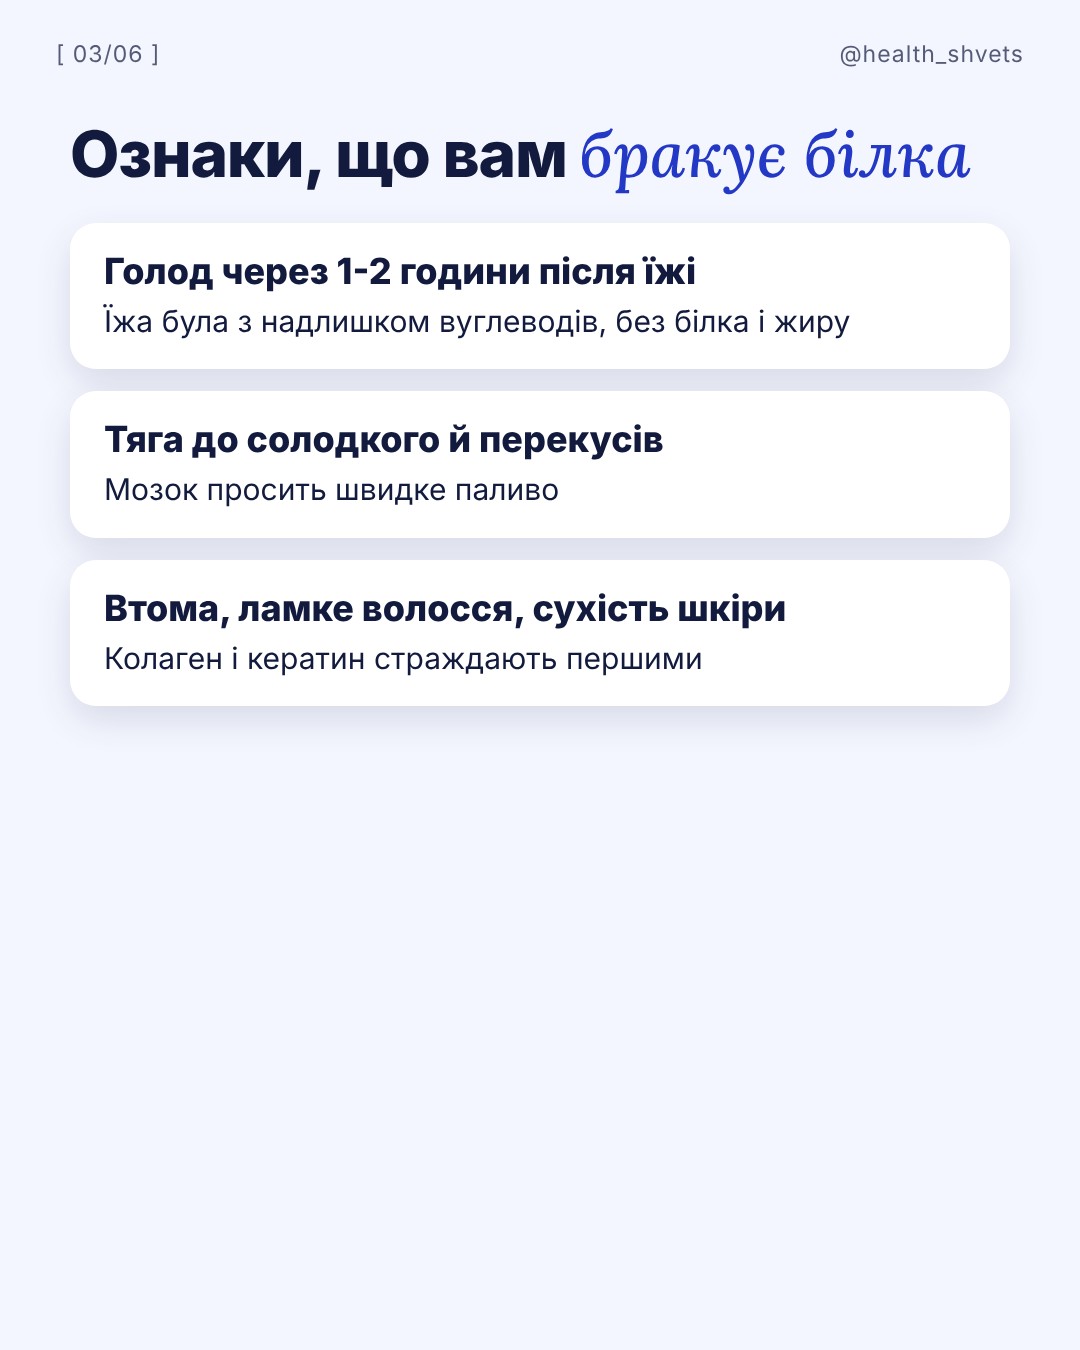 [ 03/06 ]
@health_shvets
Ознаки, що вам бракує білка
Голод через 1-2 години після їжі
Їжа була з надлишком вуглеводів, без білка і жиру
Тяга до солодкого й перекусів
Мозок просить швидке паливо
Втома, ламке волосся, сухість шкіри
Колаген і кератин страждають першими